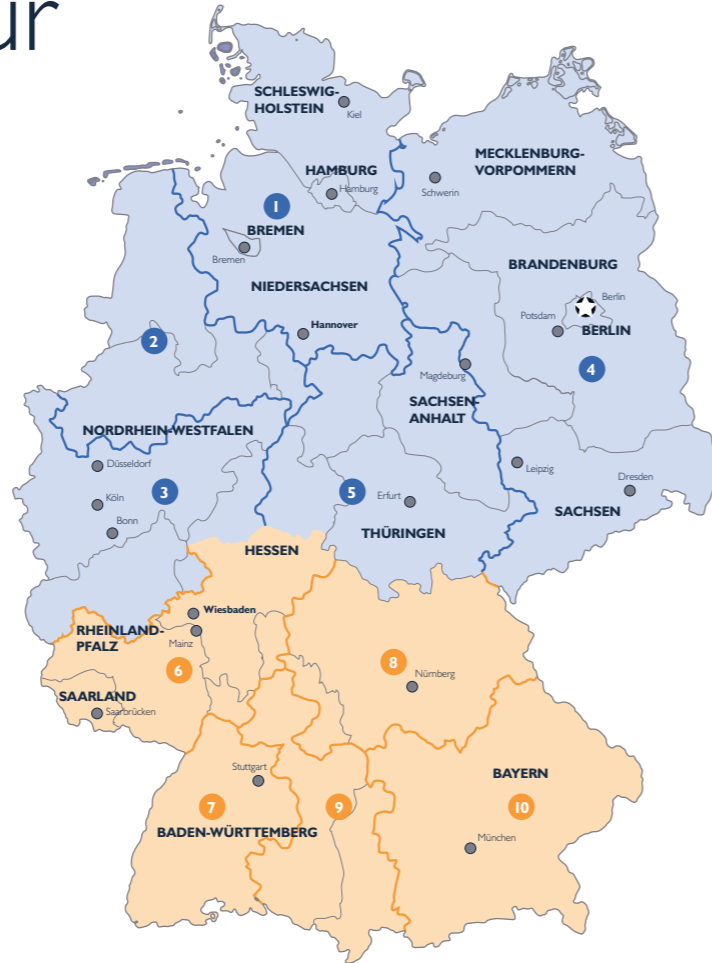 ur
SCHLESWIG-
HOLSTEIN
Kiel
MECKLENBURG-
VORPOMMERN
HAMBURG
Hamburg
Schwerin
1
BREMEN
Bremen
BRANDENBURG
NIEDERSACHSEN
Berlin
Potsdam
Hannover
BERLIN
2
4
Magdeburg
SACHSEN-
ANHALT
NORDRHEIN-WESTFALEN
Düsseldorf
Leipzig
Dresden
3
5
Köln
Erfurt
SACHSEN
Bonn
THÜRINGEN
HESSEN
Wiesbaden
RHEINLAND-
PFALZ
Mainz
6
8
Nürnberg
SAARLAND
Saarbrücken
Stuttgart
BAYERN
7
9
10
BADEN-WÜRTTEMBERG
München